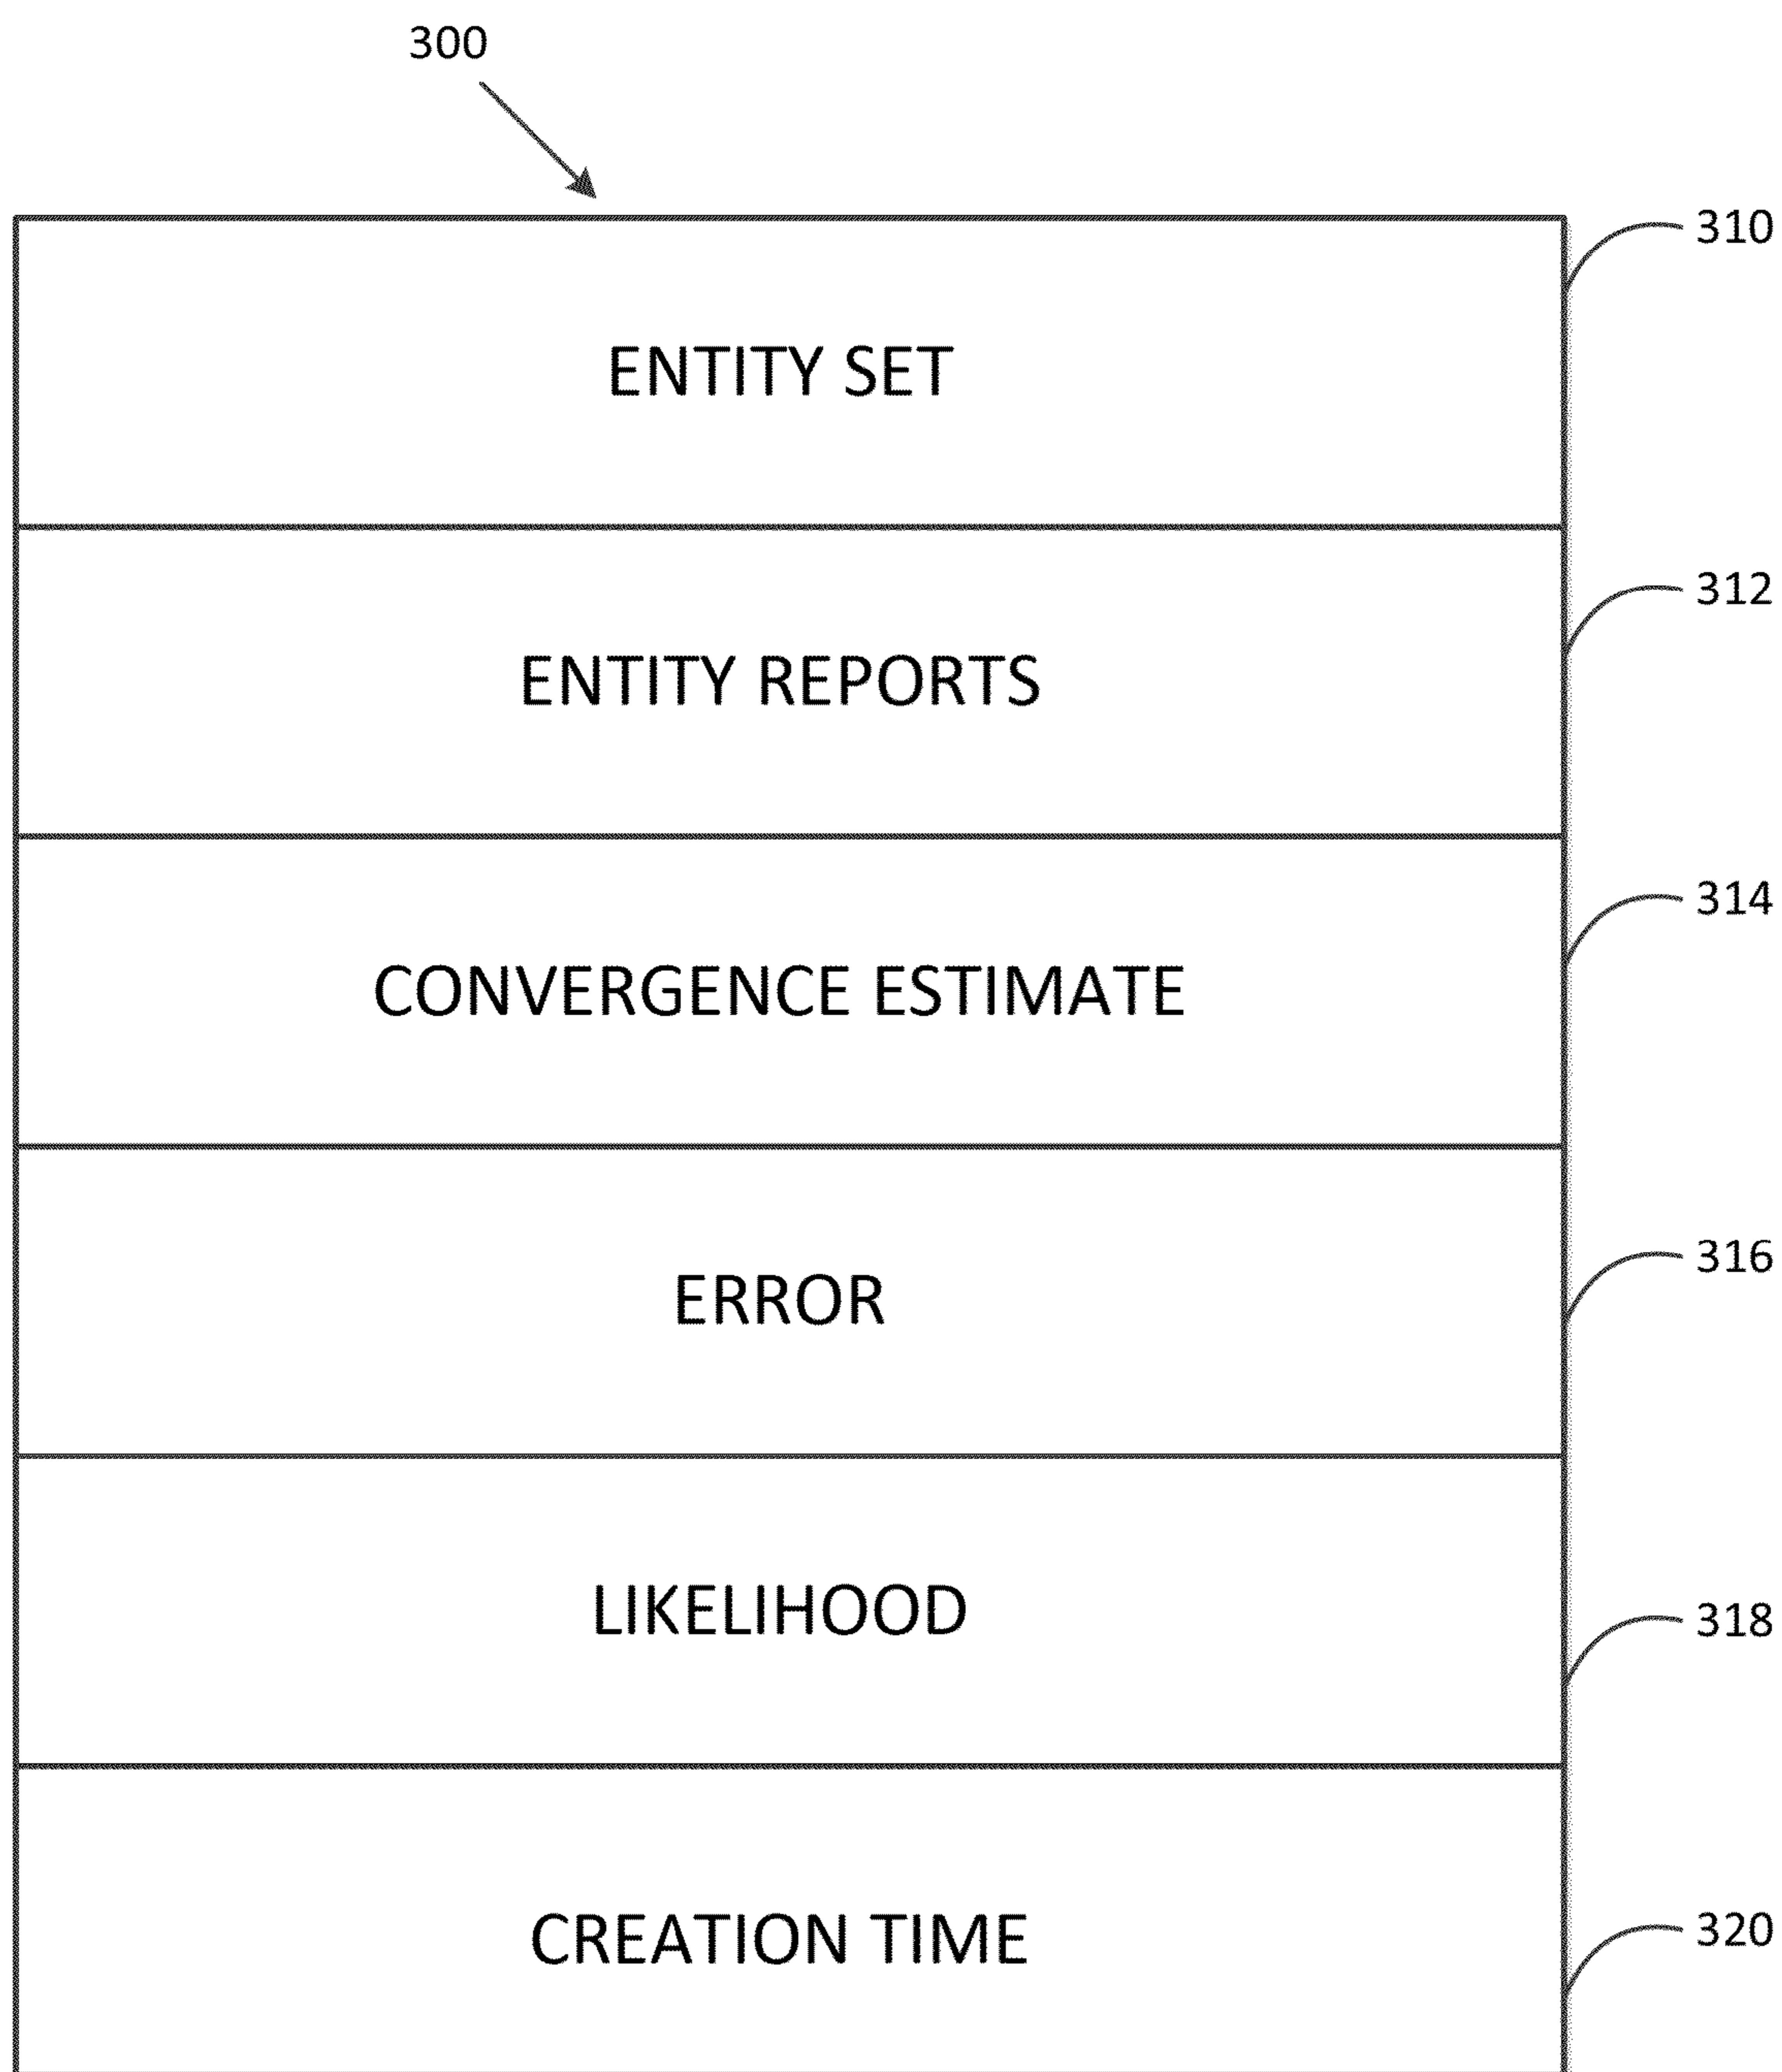 300
310
ENTITY SET
312
ENTITY REPORTS
314
CONVERGENCE ESTIMATE
316
ERROR
318
LIKELIHOOD
320
CREATION TIME